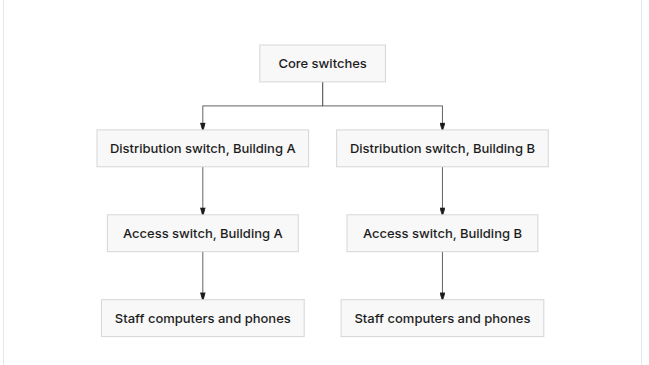 Core switches
Distribution switch, Building A
Distribution switch, Building B
Access switch, Building A
Access switch, Building B
Staff computers and phones
Staff computers and phones